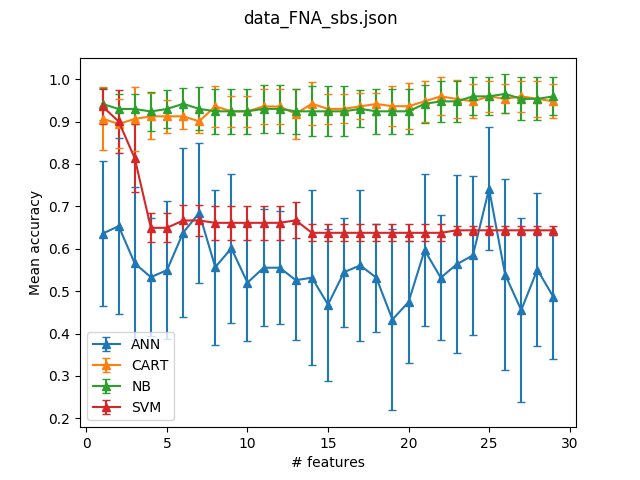 data_FNA_sbs.json
Mean accuracy
1.0
0.9
0.8
0.7
0.6
0.5
0.4
0.3
0.2
ANN
CART
NB
SVM
0 5 10 15 20 25 30
# features